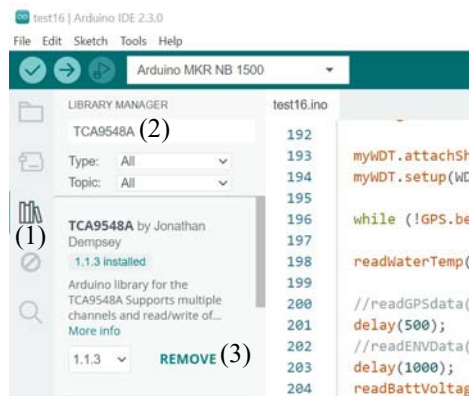 test16 | Arduino IDE 2.3.0
File Edit Sketch Tools Help
Arduino MKR NB 1500
LIBRARY MANAGER
TCA9548A (2)
Type: All
Topic: All
(1)
TCA9548A by Jonathan
Dempsey
1.1.3 installed
Arduino library for the
TCA9548A Supports multiple
channels and read/write of...
More info
1.1.3 REMOVE (3)
test16.ino
192
193 myWDT.attachSh
194 myWDT.setup(WD
195
196 while (!GPS.be
197
198 readWaterTemp(
199
200 //readGPSdata(
201 delay(500);
202 //readENVData(
203 delay(1000);
204 readBattVoltag